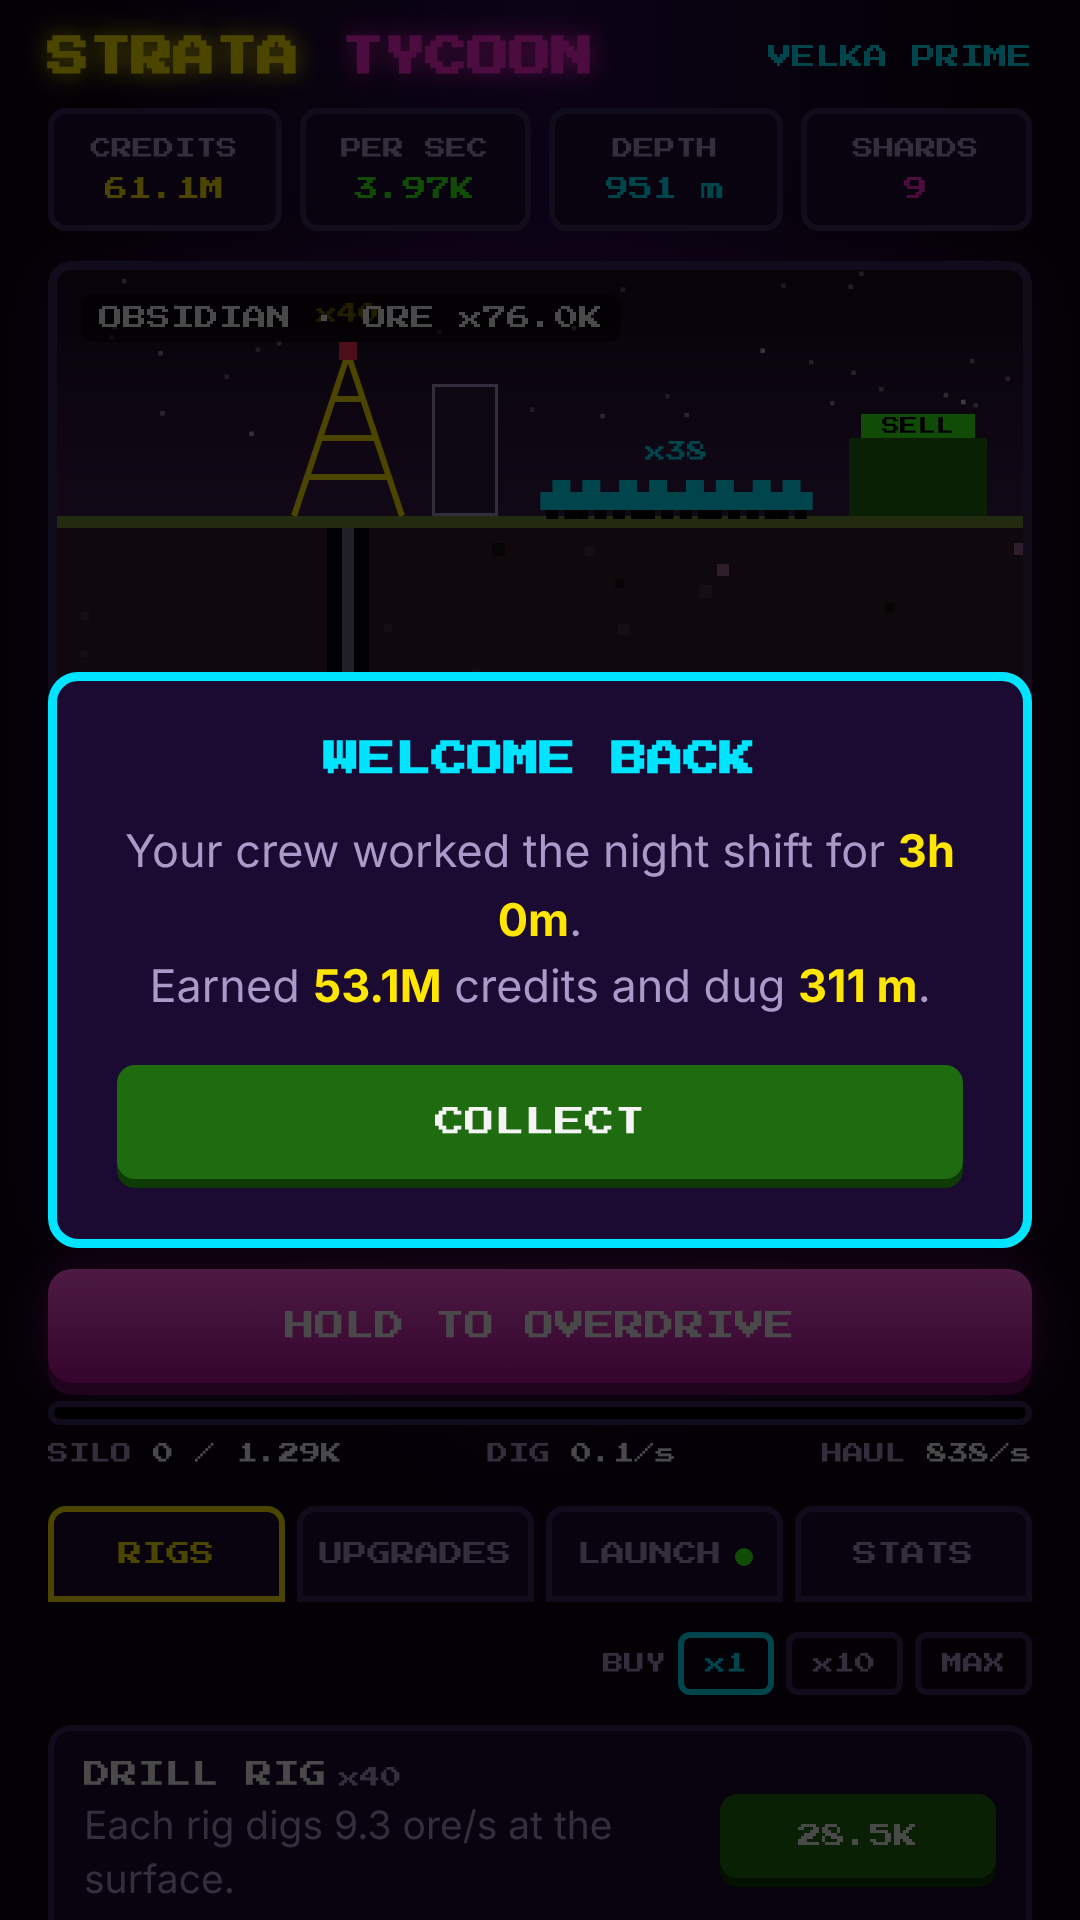 STRATA TYCOON
VELKA PRIME
CREDITS
61.1M
PER SEC
3.97K
DEPTH
951 m
SHARDS
9
OBSIDIAN · ORE x76.0K
x40
SELL
x38
WELCOME BACK
Your crew worked the night shift for 3h
0m.
Earned 53.1M credits and dug 311 m.
COLLECT
HOLD TO OVERDRIVE
SILO 0 / 1.29K
DIG 0.1/s
HAUL 838/s
RIGS
UPGRADES
LAUNCH
STATS
BUY
x1
x10
MAX
DRILL RIG x40
Each rig digs 9.3 ore/s at the
surface.
28.5K